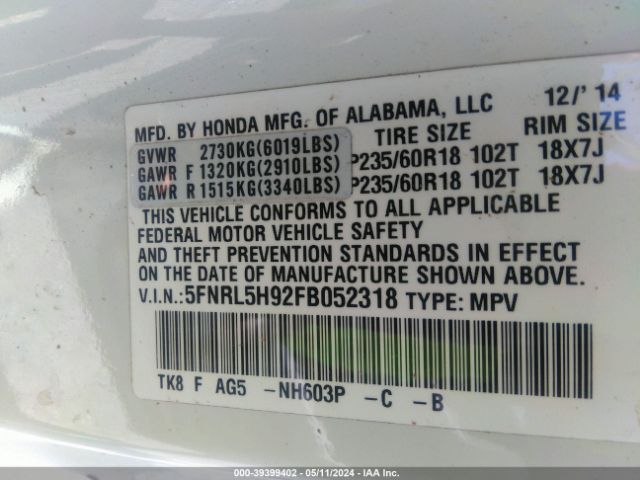 MFD. BY HONDA MFG. OF ALABAMA, LLC 12/' 14
TIRE SIZE RIM SIZE
GVWR 2730KG(6019LBS)
GAWR F 1320KG(2910LBS) P235/60R18 102T 18X7J
GAWR R 1515KG(3340LBS) P235/60R18 102T 18X7J
THIS VEHICLE CONFORMS TO ALL APPLICABLE
FEDERAL MOTOR VEHICLE SAFETY
AND THEFT PREVENTION STANDARDS IN EFFECT
ON THE DATE OF MANUFACTURE SHOWN ABOVE.
V.I.N.:5FNRL5H92FB052318 TYPE: MPV
TK8 F AG5 -NH603P -C -B
000-39399402 - 05/11/2024 - IAA Inc.